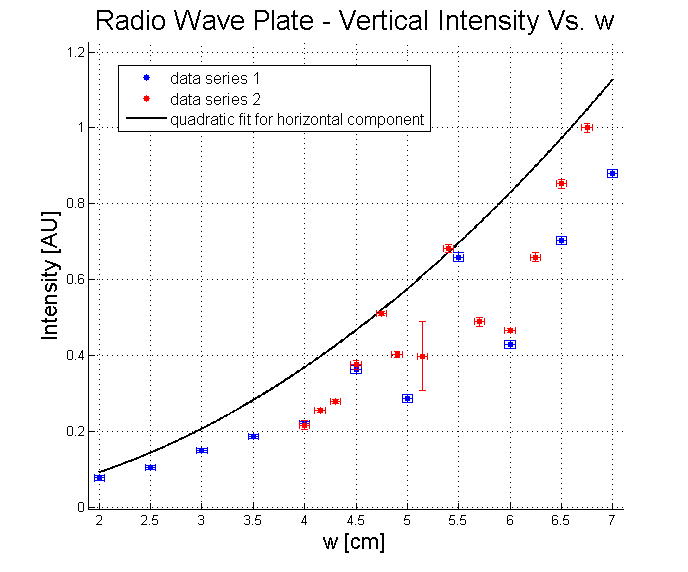 Radio Wave Plate - Vertical Intensity Vs. w
1.2
data series 1
data series 2
quadratic fit for horizontal component
1
0.8
0.6
0.4
0.2
0
Intensity [AU]
2 2.5 3 3.5 4 4.5 5 5.5 6 6.5 7
w [cm]